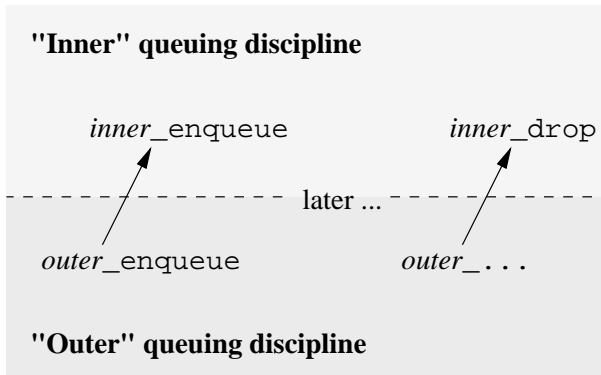 "Inner" queuing discipline
inner_enqueue inner_drop
later ...
outer_enqueue outer_...
"Outer" queuing discipline